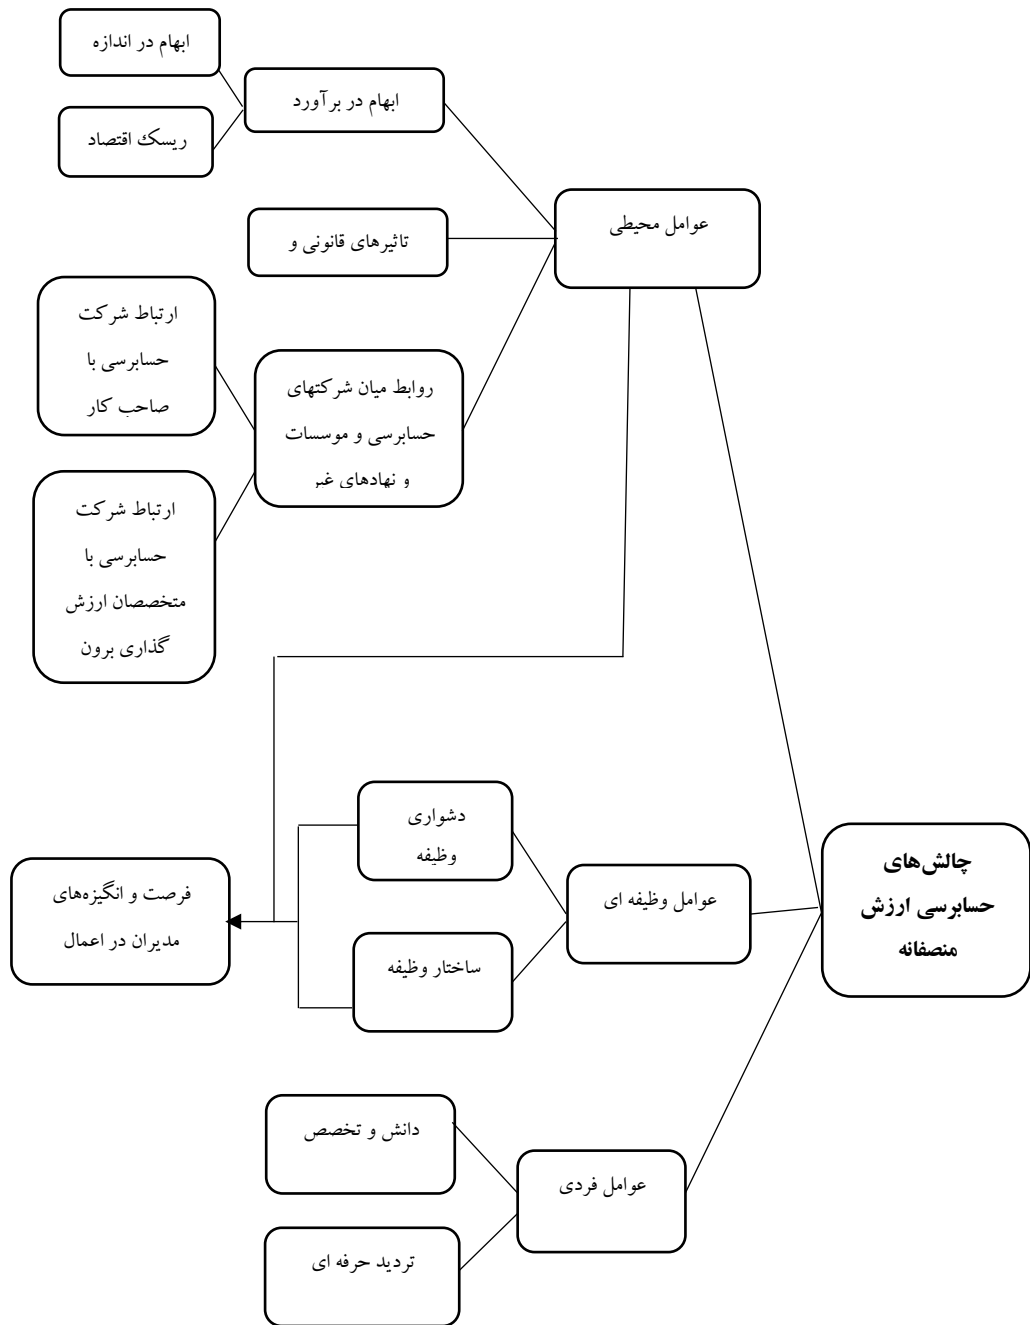 ابهام در اندازه
ابهام در برآورد
ریسک اقتصاد
عوامل محیطی
تاثیرهای قانونی و
ارتباط شرکت
حسابرسی با
صاحب کار
روابط میان شرکتهای
حسابرسی و موسسات
و نهادهای غیر
ارتباط شرکت
حسابرسی با
متخصصان ارزش
گذاری برون
دشواری
وظیفه
چالش‌های
حسابرسی ارزش
منصفانه
عوامل وظیفه ای
فرصت و انگیزه‌های
مدیران در اعمال
ساختار وظیفه
دانش و تخصص
عوامل فردی
تردید حرفه ای